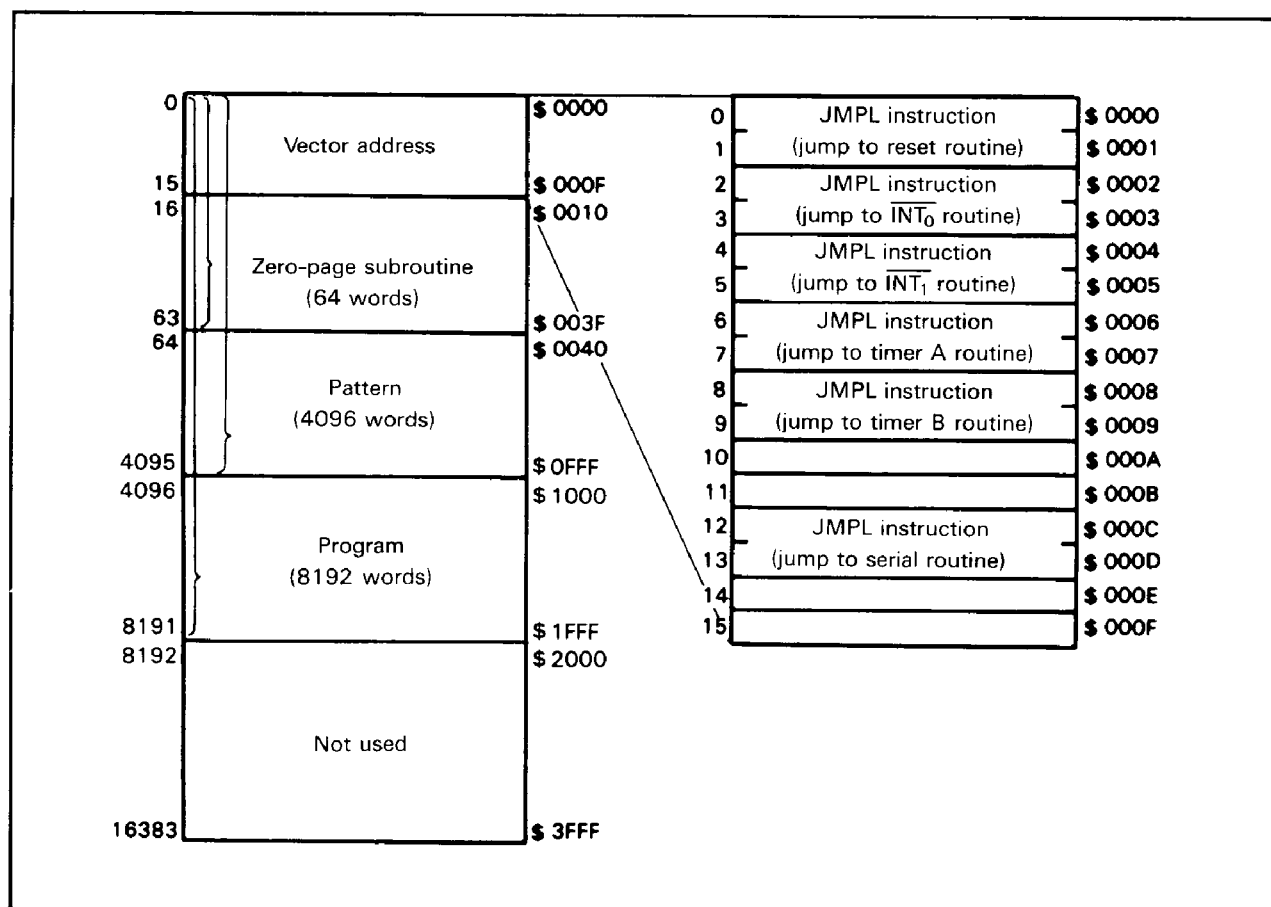 0
$ 0000
Vector address
15
$ 000F
16
$ 0010
Zero-page subroutine
(64 words)
63
$ 003F
64
$ 0040
Pattern
(4096 words)
4095
$ 0FFF
4096
$ 1000
Program
(8192 words)
8191
$ 1FFF
8192
$ 2000
Not used
16383
$ 3FFF
0 JMPL instruction $ 0000
1 (jump to reset routine) $ 0001
2 JMPL instruction $ 0002
3 (jump to I̅N̅T̅₀̅ routine) $ 0003
4 JMPL instruction $ 0004
5 (jump to I̅N̅T̅₁̅ routine) $ 0005
6 JMPL instruction $ 0006
7 (jump to timer A routine) $ 0007
8 JMPL instruction $ 0008
9 (jump to timer B routine) $ 0009
10 $ 000A
11 $ 000B
12 JMPL instruction $ 000C
13 (jump to serial routine) $ 000D
14 $ 000E
15 $ 000F